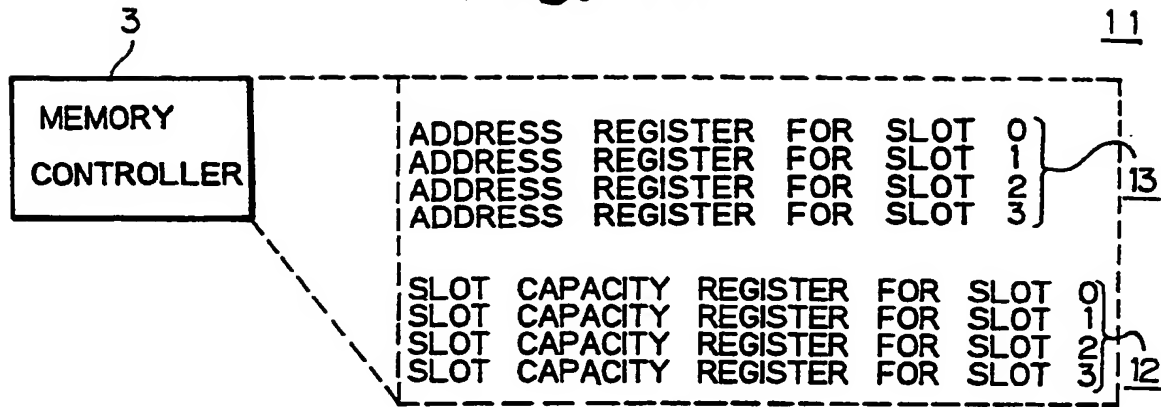 11
3
MEMORY
CONTROLLER
ADDRESS REGISTER FOR SLOT 0
ADDRESS REGISTER FOR SLOT 1
ADDRESS REGISTER FOR SLOT 2
ADDRESS REGISTER FOR SLOT 3
13
SLOT CAPACITY REGISTER FOR SLOT 0
SLOT CAPACITY REGISTER FOR SLOT 1
SLOT CAPACITY REGISTER FOR SLOT 2
SLOT CAPACITY REGISTER FOR SLOT 3
12